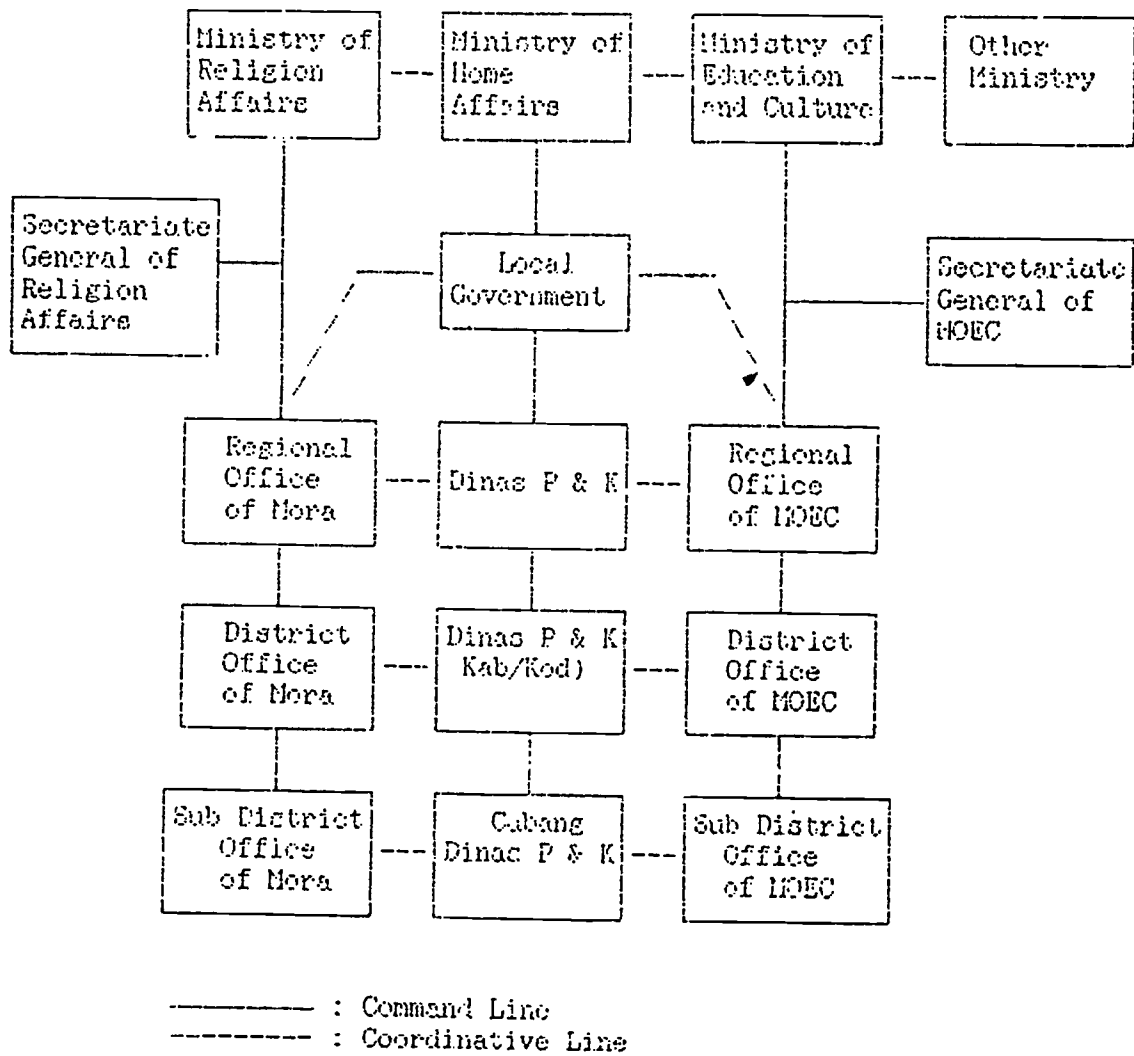 Ministry of
Religion
Affairs
Ministry of
Home
Affairs
Ministry of
Education
and Culture
Other
Ministry
Secretariate
General of
Religion
Affairs
Local
Government
Secretariate
General of
MOEC
Regional
Office
of Mora
Dinas P & K
Regional
Office
of MOEC
District
Office
of Mora
Dinas P & K
Kab/Kod)
District
Office
of MOEC
Sub District
Office
of Mora
Cabang
Dinas P & K
Sub District
Office
of MOEC
: Command Line
: Coordinative Line